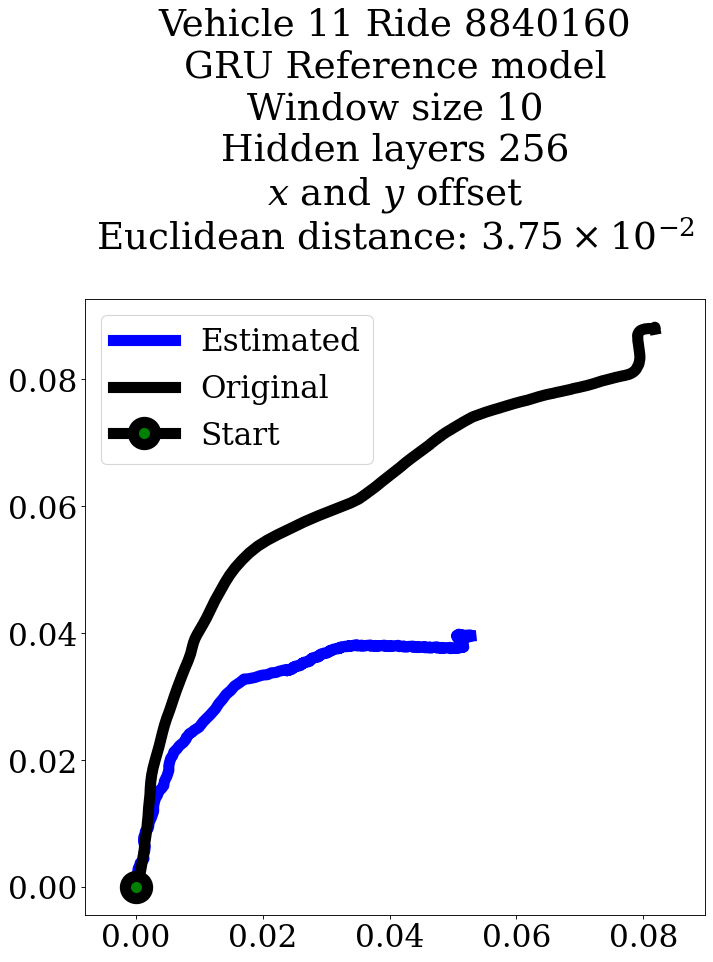 Vehicle 11 Ride 8840160
GRU Reference model
Window size 10
Hidden layers 256
x and y offset
Euclidean distance: 3.75 × 10⁻²
Estimated
Original
Start
0.08
0.06
0.04
0.02
0.00
0.00 0.02 0.04 0.06 0.08